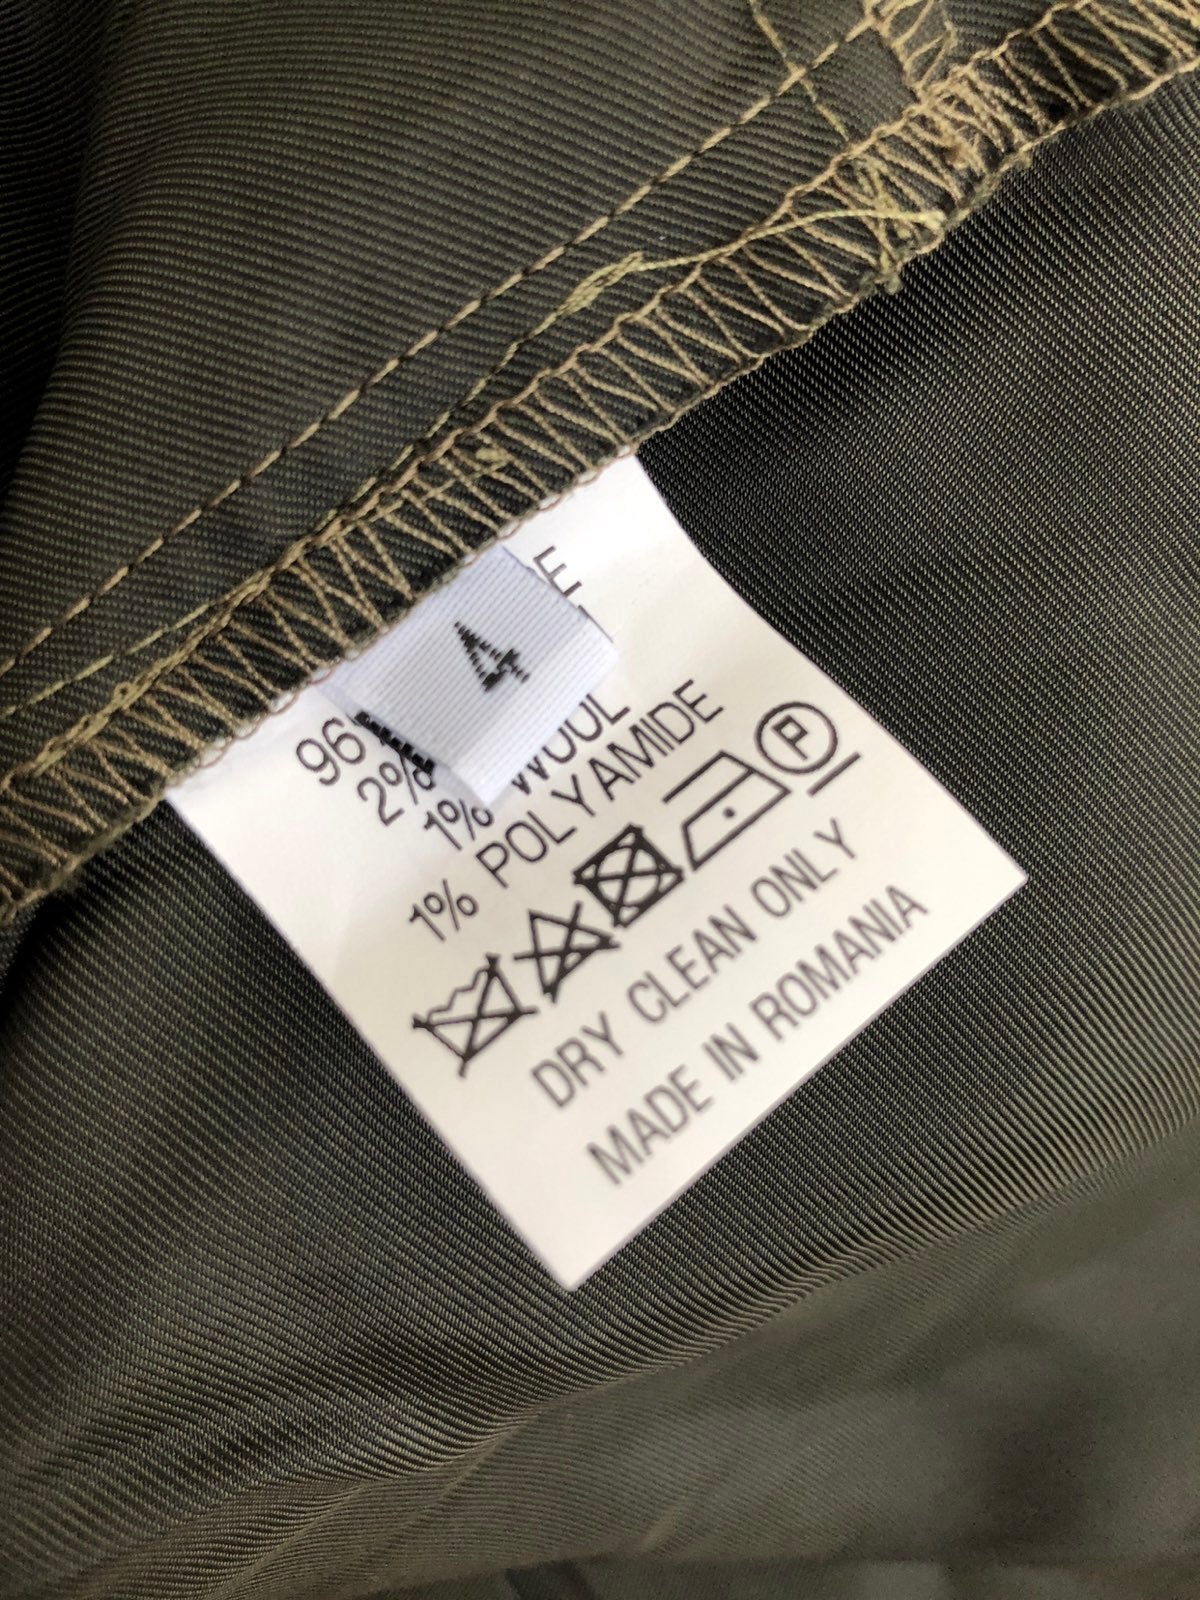 E
4
96
2%
1% WOOL
1% POLYAMIDE
P
DRY CLEAN ONLY
MADE IN ROMANIA